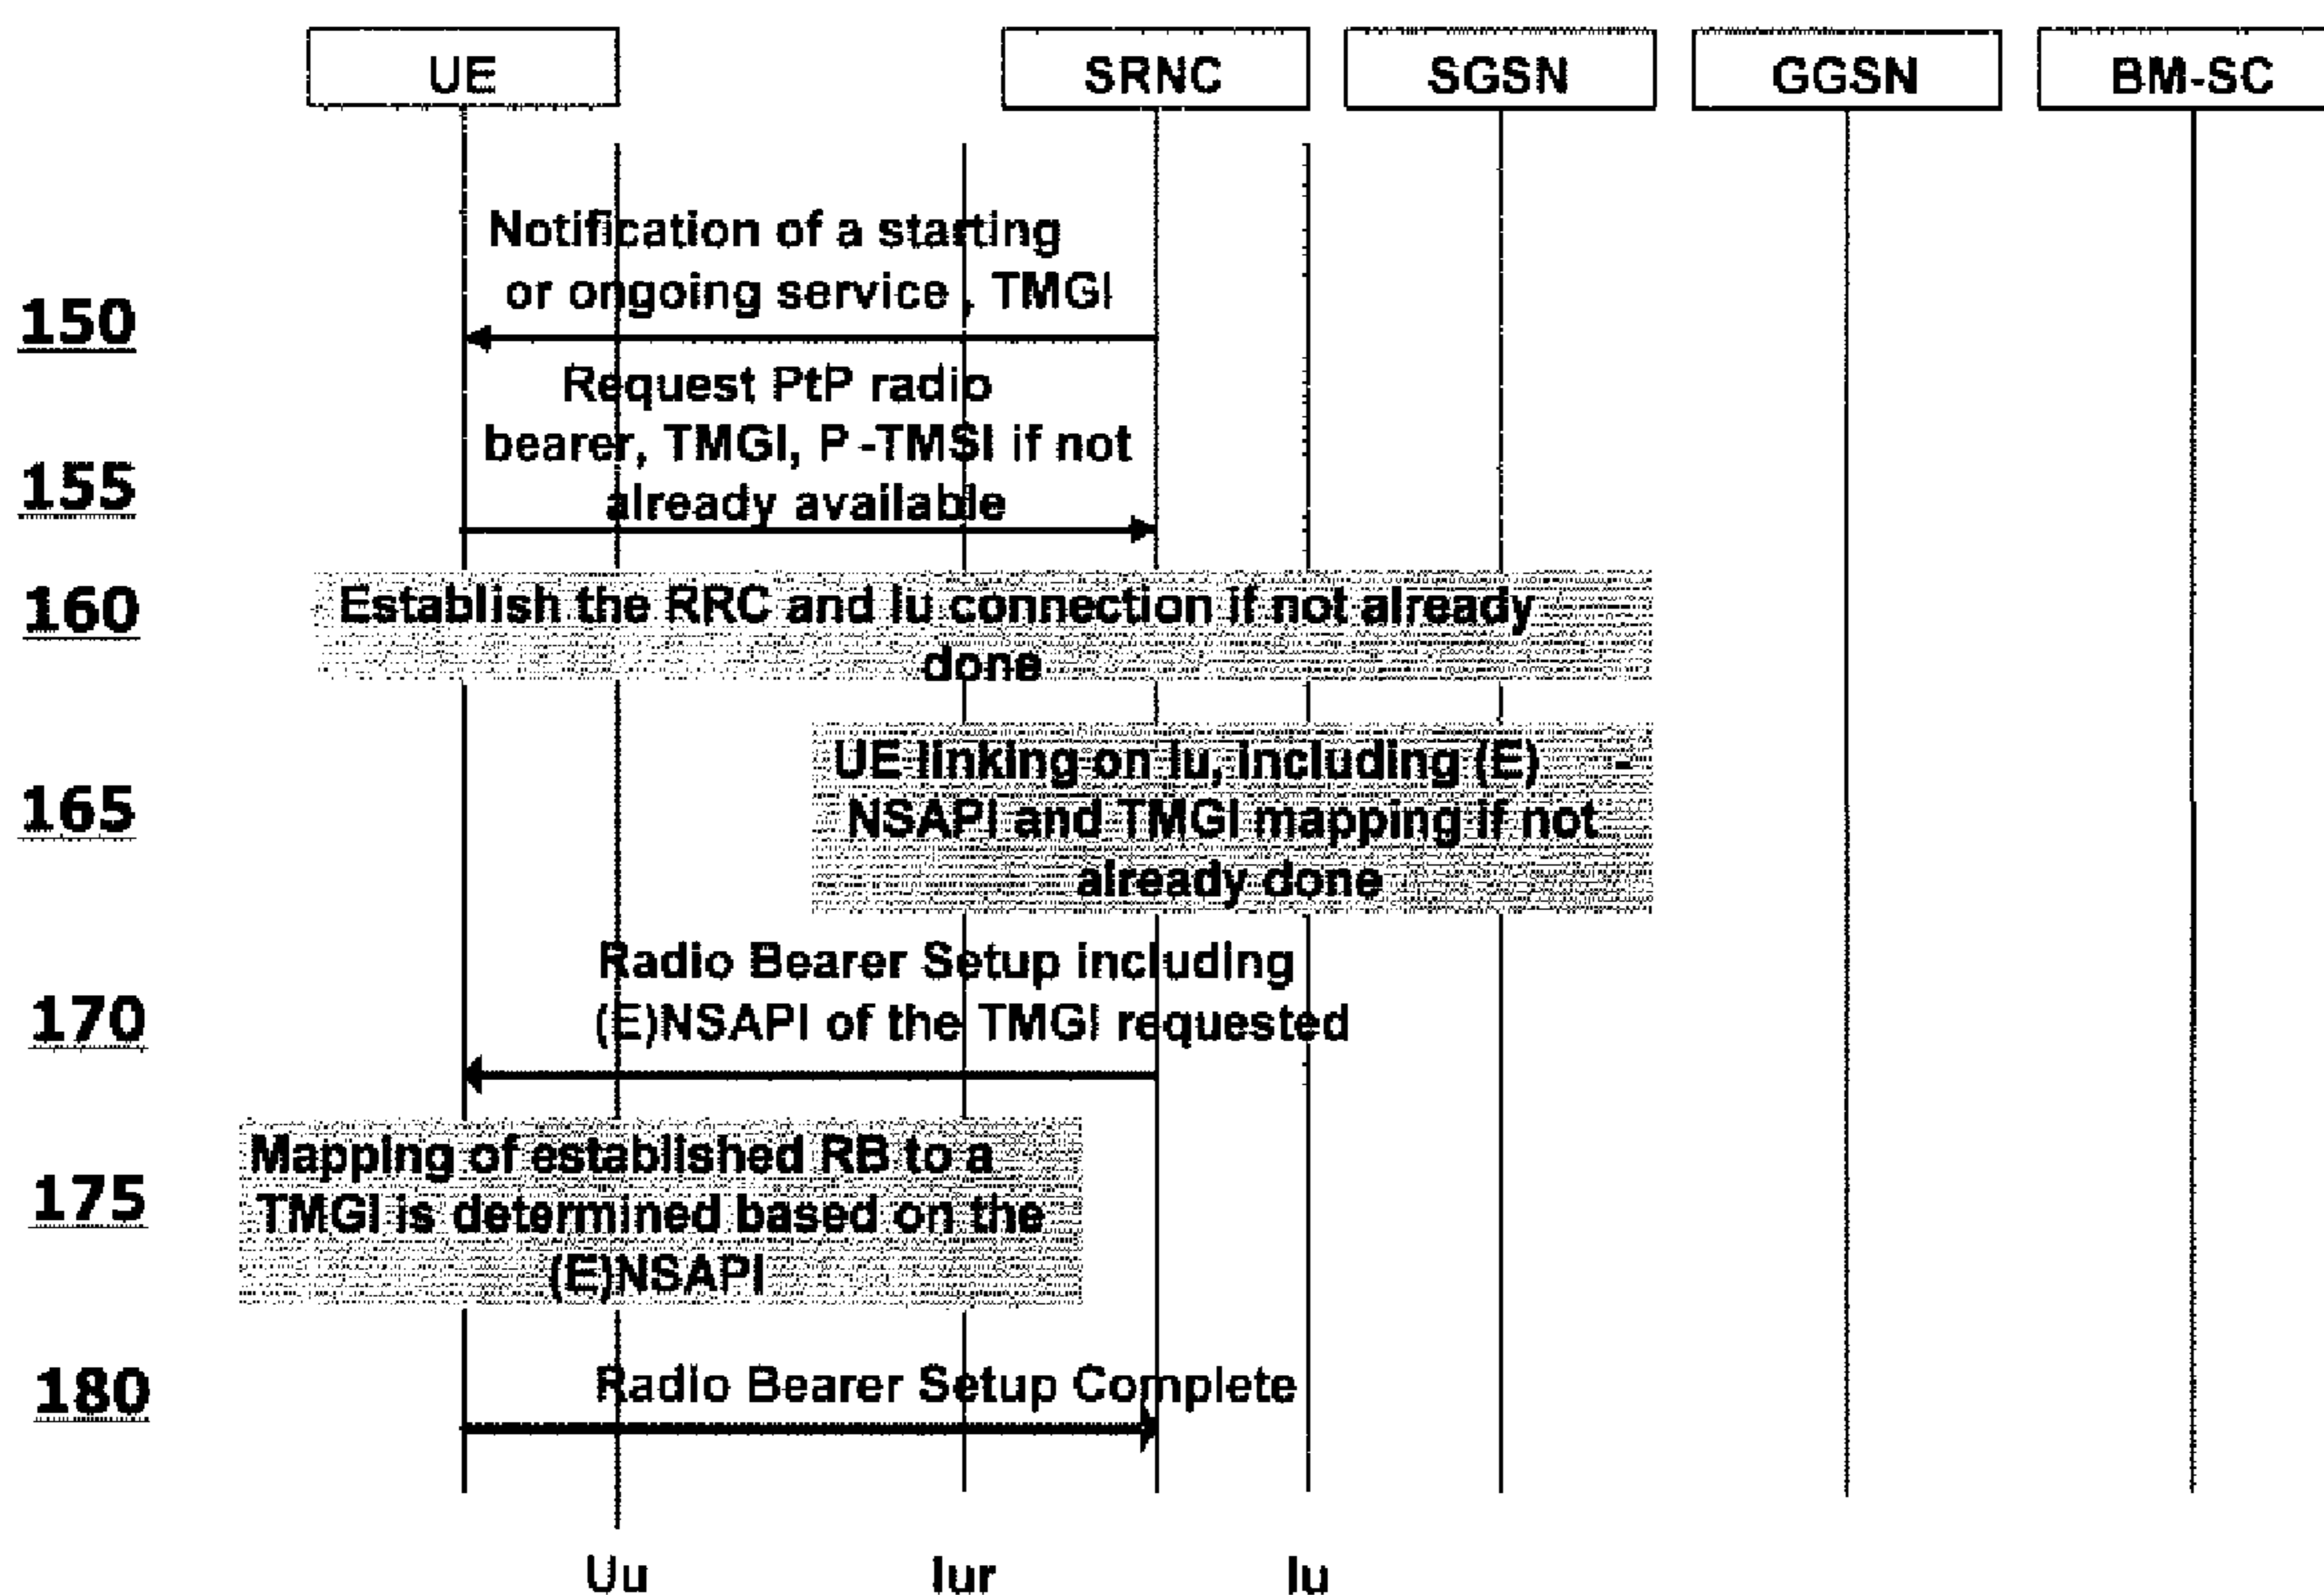 UE SRNC SGSN GGSN BM-SC
Notification of a starting
or ongoing service , TMGI
150
Request PtP radio
bearer, TMGI, P -TMSI if not
155
already available
160
Establish the RRC and Iu connection if not already
done
UE linking on Iu, including (E) -
165
NSAPI and TMGI mapping if not
already done
Radio Bearer Setup including
170
(E)NSAPI of the TMGI requested
Mapping of established RB to a
175
TMGI is determined based on the
(E)NSAPI
180
Radio Bearer Setup Complete
Uu Iur Iu